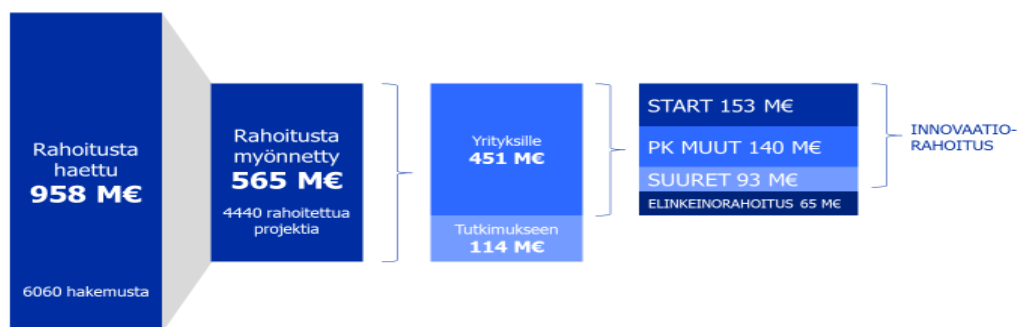 Rahoitusta
haettu
958 M€
6060 hakemusta
Rahoitusta
myönnetty
565 M€
4440 rahoitettua
projektia
Yrityksille
451 M€
Tutkimukseen
114 M€
START 153 M€
PK MUUT 140 M€
SUURET 93 M€
ELINKEINORAHOITUS 65 M€
INNOVAATIO-
RAHOITUS